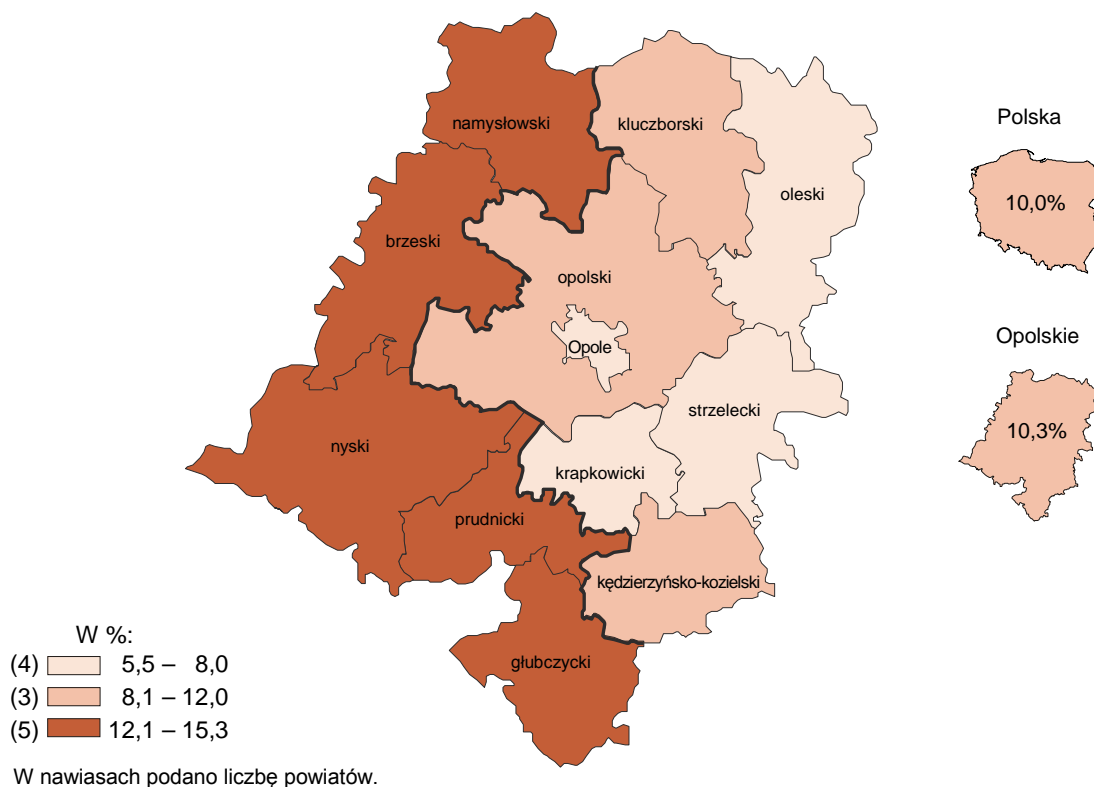 namysłowski
kluczborski
oleski
brzeski
opolski
Opole
strzelecki
nyski
krapkowicki
prudnicki
kędzierzyńsko-kozielski
głubczycki
Polska
10,0%
Opolskie
10,3%
W %:
(4) 5,5 – 8,0
(3) 8,1 – 12,0
(5) 12,1 – 15,3
W nawiasach podano liczbę powiatów.